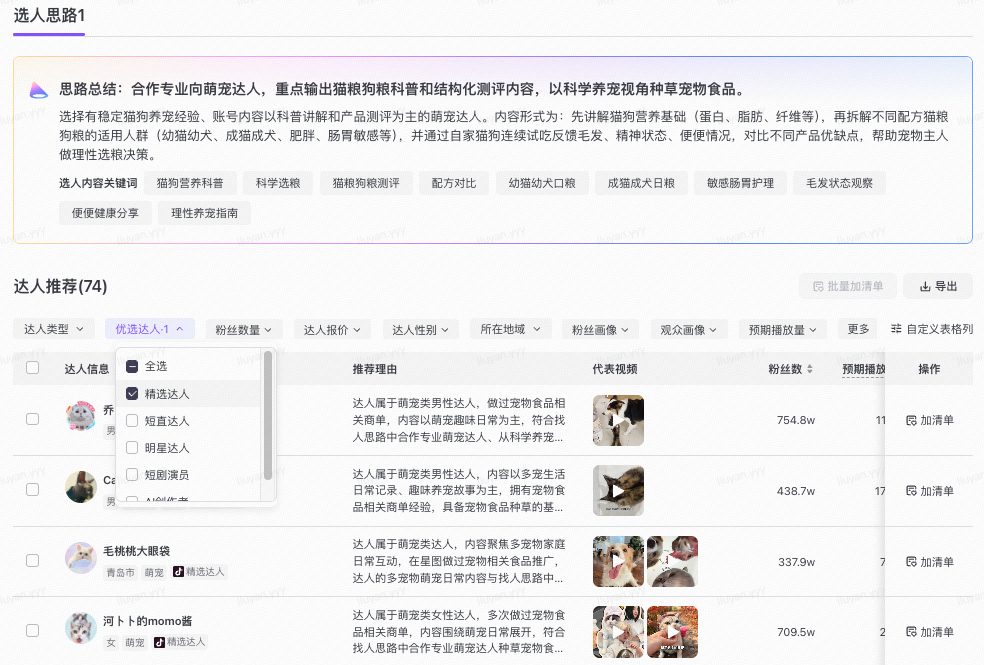 选人思路1
思路总结：合作专业向萌宠达人，重点输出猫粮狗粮科普和结构化测评内容，以科学养宠视角种草宠物食品。
选择有稳定猫狗养宠经验、账号内容以科普讲解和产品测评为主的萌宠达人。内容形式为：先讲解猫狗营养基础（蛋白、脂肪、纤维等），再拆解不同配方猫粮
狗粮的适用人群（幼猫幼犬、成猫成犬、肥胖、肠胃敏感等），并通过自家猫狗连续试吃反馈毛发、精神状态、便便情况，对比不同产品优缺点，帮助宠物主人
做理性选粮决策。
选人内容关键词 猫狗营养科普 科学选粮 猫粮狗粮测评 配方对比 幼猫幼犬口粮 成猫成犬日粮 敏感肠胃护理 毛发状态观察
便便健康分享 理性养宠指南
达人推荐(74) 批量加清单 导出
达人类型 优选达人·1 粉丝数量 达人报价 达人性别 所在地域 粉丝画像 观众画像 预期播放量 更多 自定义表格列
达人信息 推荐理由 代表视频 粉丝数 预期播放 操作
全选
精选达人
短直达人
明星达人
短剧演员
AI创作者
乔
男
达人属于萌宠类男性达人，做过宠物食品相
关商单，内容以萌宠趣味日常为主，符合找
人思路中合作专业萌宠达人、从科学养宠...
754.8w 11 加清单
Ca
男
达人属于萌宠类男性达人，内容以多宠生活
日常记录、趣味养宠故事为主，拥有宠物食
品相关商单经验，具备宠物品种草的基...
438.7w 17 加清单
毛桃桃大眼袋
青岛市 萌宠 精选达人
达人属于萌宠类达人，内容聚焦多宠物家庭
日常互动，在星图做过宠物相关食品推广，
达人的多宠物萌宠日常内容与找人思路中...
337.9w 7 加清单
河卜卜的momo酱
女 萌宠 精选达人
达人属于萌宠类女性达人，多次做过宠物食
品相关商单，内容围绕萌宠日常展开，符合
找人思路中合作萌宠达人种草宠物食...
709.5w 2 加清单
liuyan.yyy